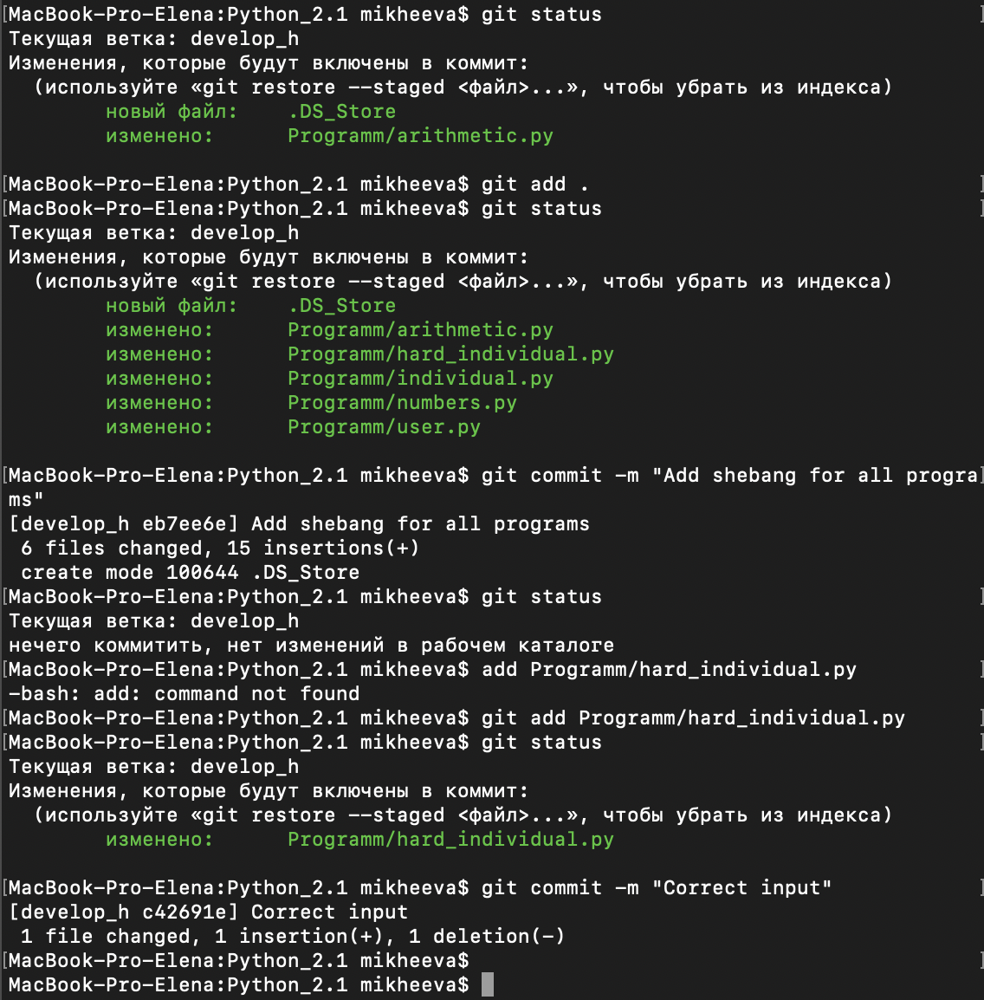 [MacBook-Pro-Elena:Python_2.1 mikheeva$ git status ]
Текущая ветка: develop_h
Изменения, которые будут включены в коммит:
  (используйте «git restore --staged <файл>...», чтобы убрать из индекса)
        новый файл:    .DS_Store
        изменено:      Programm/arithmetic.py

[MacBook-Pro-Elena:Python_2.1 mikheeva$ git add . ]
[MacBook-Pro-Elena:Python_2.1 mikheeva$ git status ]
Текущая ветка: develop_h
Изменения, которые будут включены в коммит:
  (используйте «git restore --staged <файл>...», чтобы убрать из индекса)
        новый файл:    .DS_Store
        изменено:      Programm/arithmetic.py
        изменено:      Programm/hard_individual.py
        изменено:      Programm/individual.py
        изменено:      Programm/numbers.py
        изменено:      Programm/user.py

[MacBook-Pro-Elena:Python_2.1 mikheeva$ git commit -m "Add shebang for all progra]
ms"
[develop_h eb7ee6e] Add shebang for all programs
 6 files changed, 15 insertions(+)
 create mode 100644 .DS_Store
[MacBook-Pro-Elena:Python_2.1 mikheeva$ git status ]
Текущая ветка: develop_h
нечего коммитить, нет изменений в рабочем каталоге
[MacBook-Pro-Elena:Python_2.1 mikheeva$ add Programm/hard_individual.py ]
-bash: add: command not found
[MacBook-Pro-Elena:Python_2.1 mikheeva$ git add Programm/hard_individual.py ]
[MacBook-Pro-Elena:Python_2.1 mikheeva$ git status ]
Текущая ветка: develop_h
Изменения, которые будут включены в коммит:
  (используйте «git restore --staged <файл>...», чтобы убрать из индекса)
        изменено:      Programm/hard_individual.py

[MacBook-Pro-Elena:Python_2.1 mikheeva$ git commit -m "Correct input" ]
[develop_h c42691e] Correct input
 1 file changed, 1 insertion(+), 1 deletion(-)
[MacBook-Pro-Elena:Python_2.1 mikheeva$ ]
MacBook-Pro-Elena:Python_2.1 mikheeva$